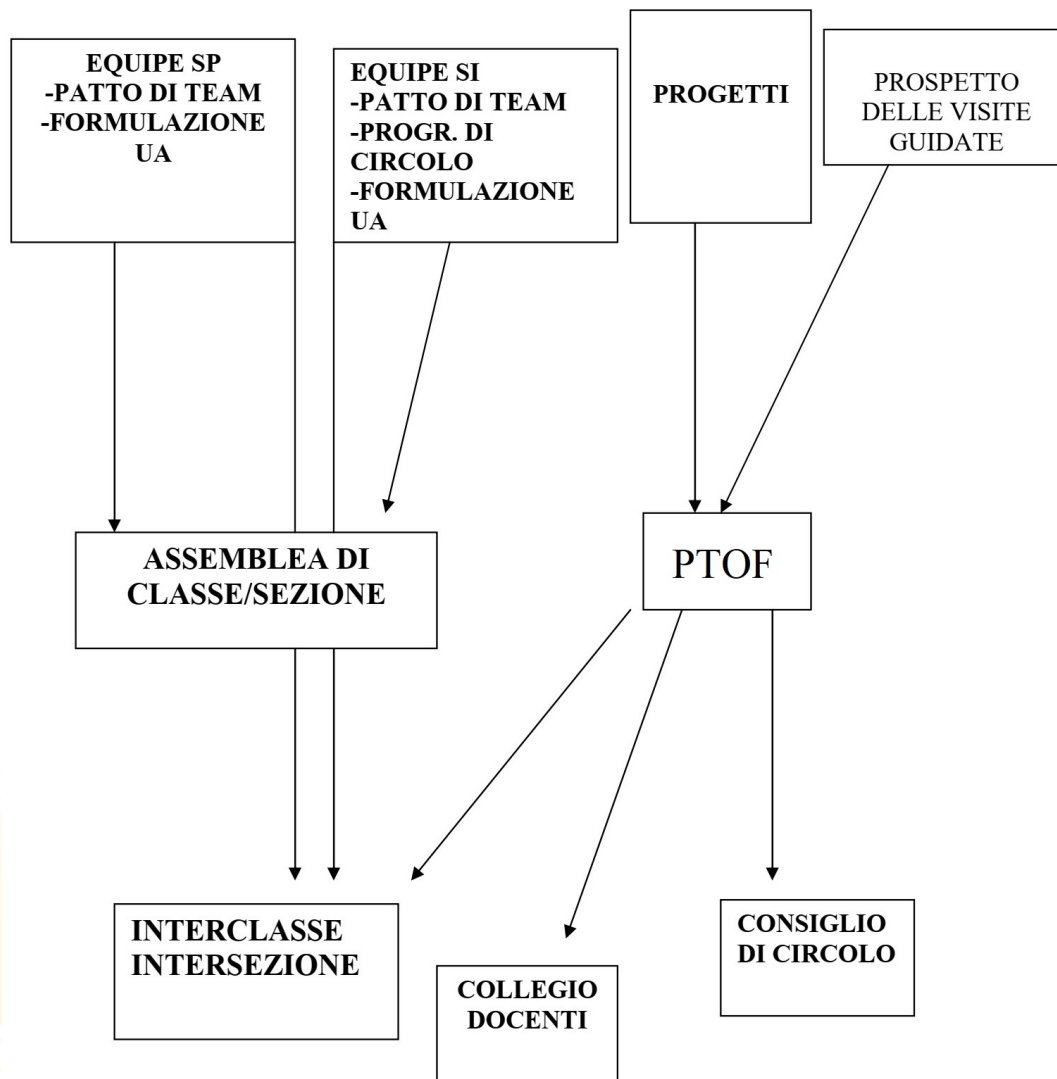 EQUIPE SP
-PATTO DI TEAM
-FORMULAZIONE
UA
EQUIPE SI
-PATTO DI TEAM
-PROGR. DI
CIRCOLO
-FORMULAZIONE
UA
PROGETTI
PROSPETTO
DELLE VISITE
GUIDATE
ASSEMBLEA DI
CLASSE/SEZIONE
PTOF
INTERCLASSE
INTERSEZIONE
COLLEGIO
DOCENTI
CONSIGLIO
DI CIRCOLO